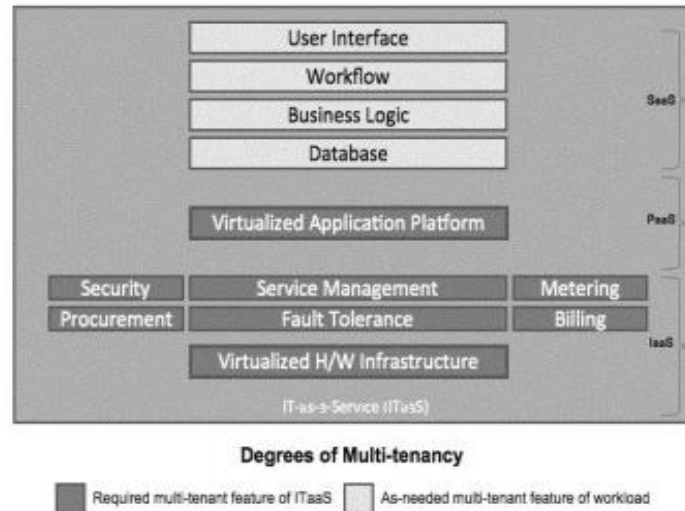 User Interface
Workflow
Business Logic
Database
SaaS
Virtualized Application Platform
PaaS
Security Service Management Metering
Procurement Fault Tolerance Billing
IaaS
Virtualized H/W Infrastructure
IT-as-a-Service (ITaaS)
Degrees of Multi-tenancy
Required multi-tenant feature of ITaaS As-needed multi-tenant feature of workload